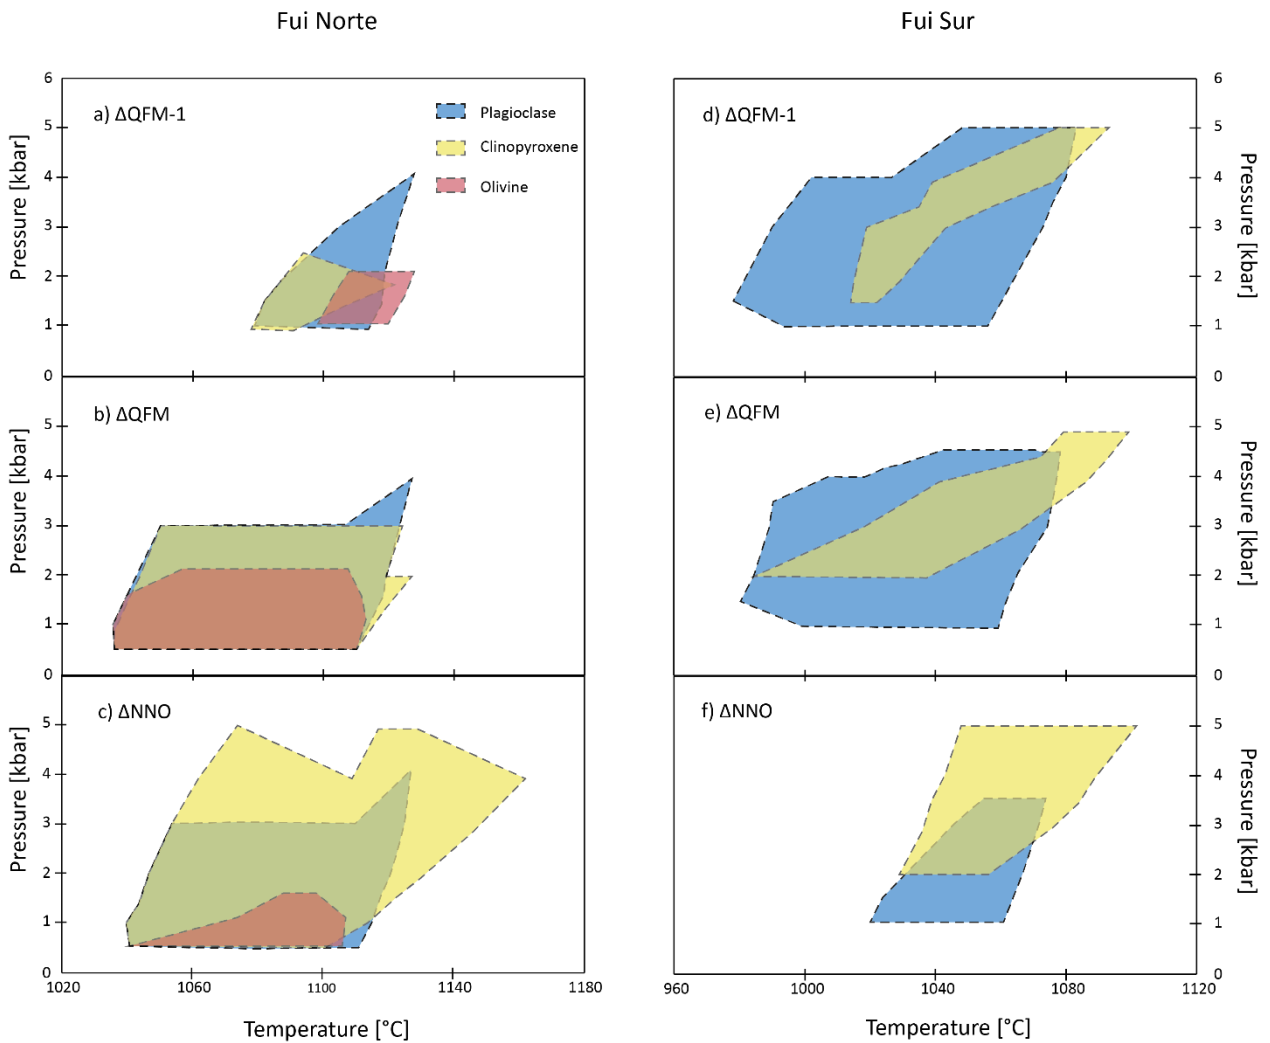 Fui Norte
Fui Sur
a) ΔQFM-1
Plagioclase
Clinopyroxene
Olivine
Pressure [kbar]
6
5
4
3
2
1
0
d) ΔQFM-1
6
5
4
3
2
1
0
Pressure [kbar]
b) ΔQFM
Pressure [kbar]
5
4
3
2
1
0
e) ΔQFM
5
4
3
2
1
0
Pressure [kbar]
c) ΔNNO
Pressure [kbar]
5
4
3
2
1
0
f) ΔNNO
5
4
3
2
1
0
Pressure [kbar]
1020 1060 1100 1140 1180
960 1000 1040 1080 1120
Temperature [°C]
Temperature [°C]